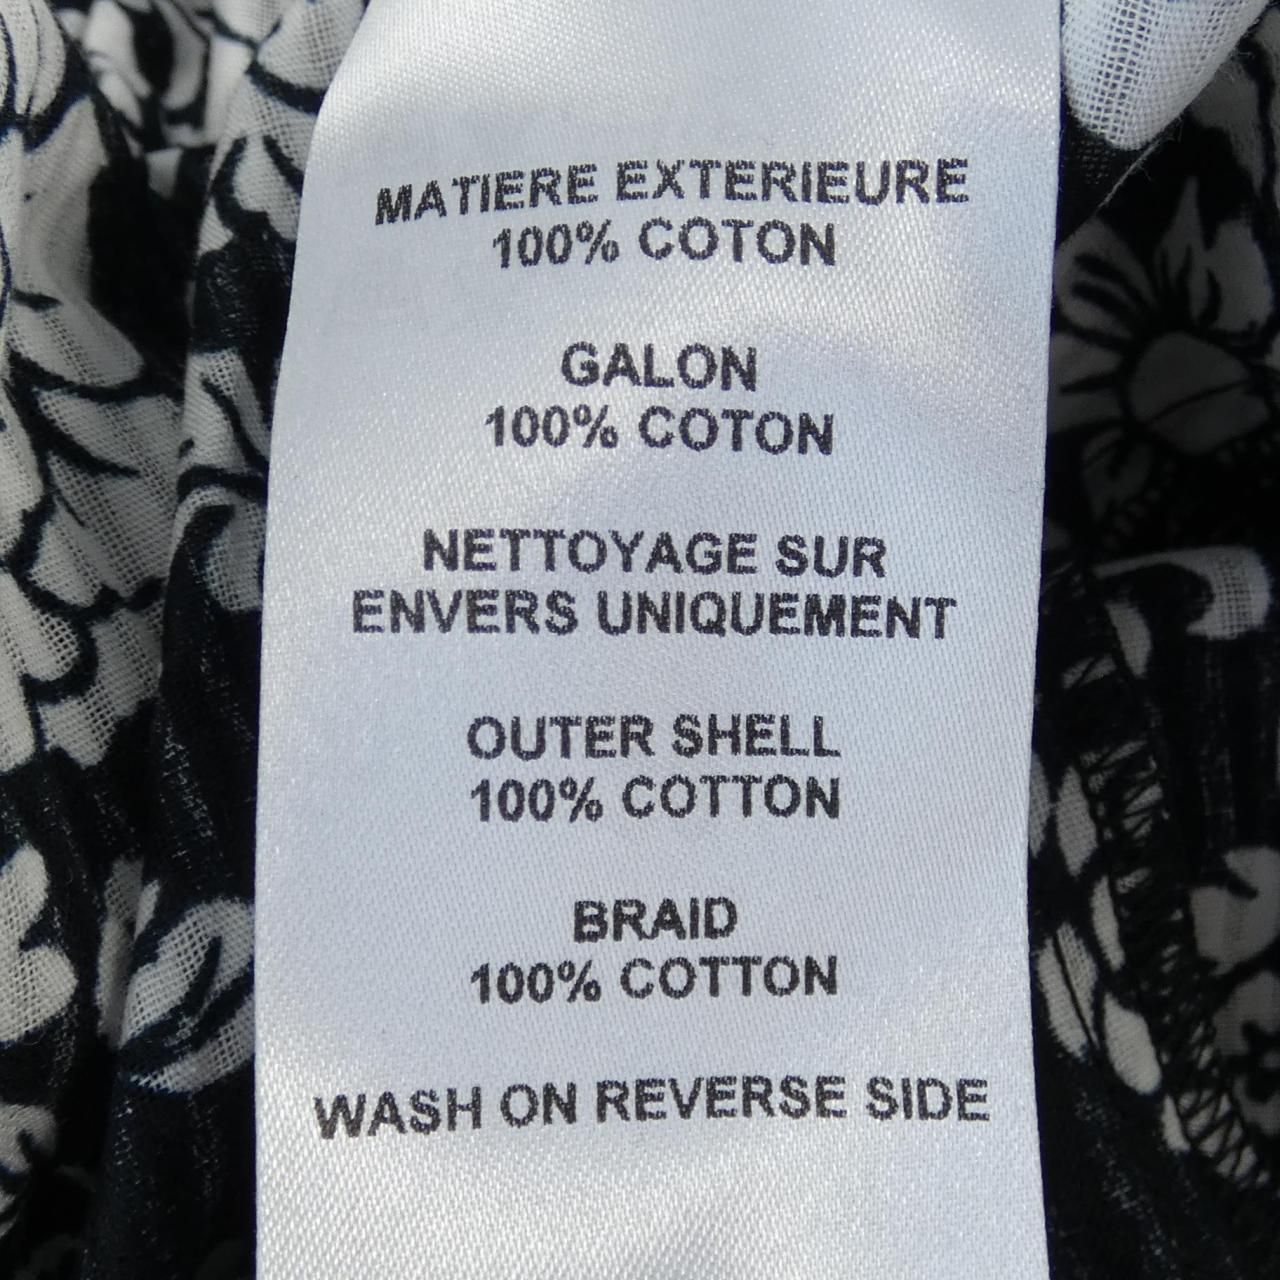 MATIERE EXTERIEURE
100% COTON
GALON
100% COTON
NETTOYAGE SUR
ENVERS UNIQUEMENT
OUTER SHELL
100% COTTON
BRAID
100% COTTON
WASH ON REVERSE SIDE